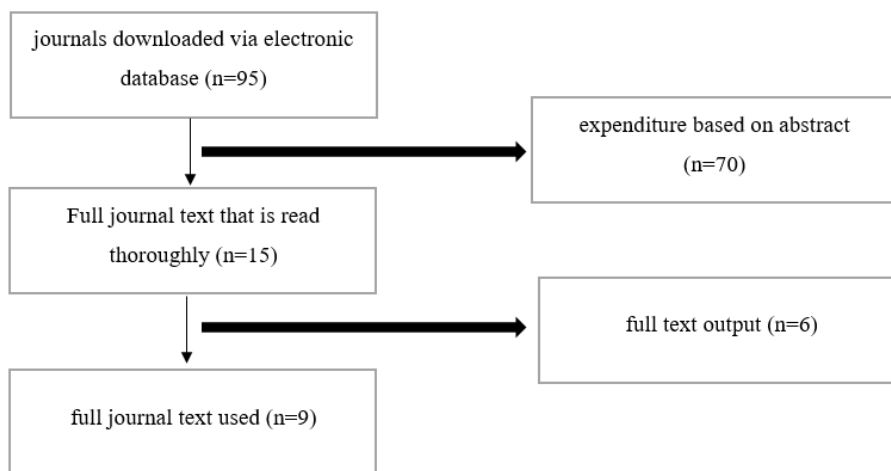 journals downloaded via electronic
database (n=95)
expenditure based on abstract
(n=70)
Full journal text that is read
thoroughly (n=15)
full text output (n=6)
full journal text used (n=9)